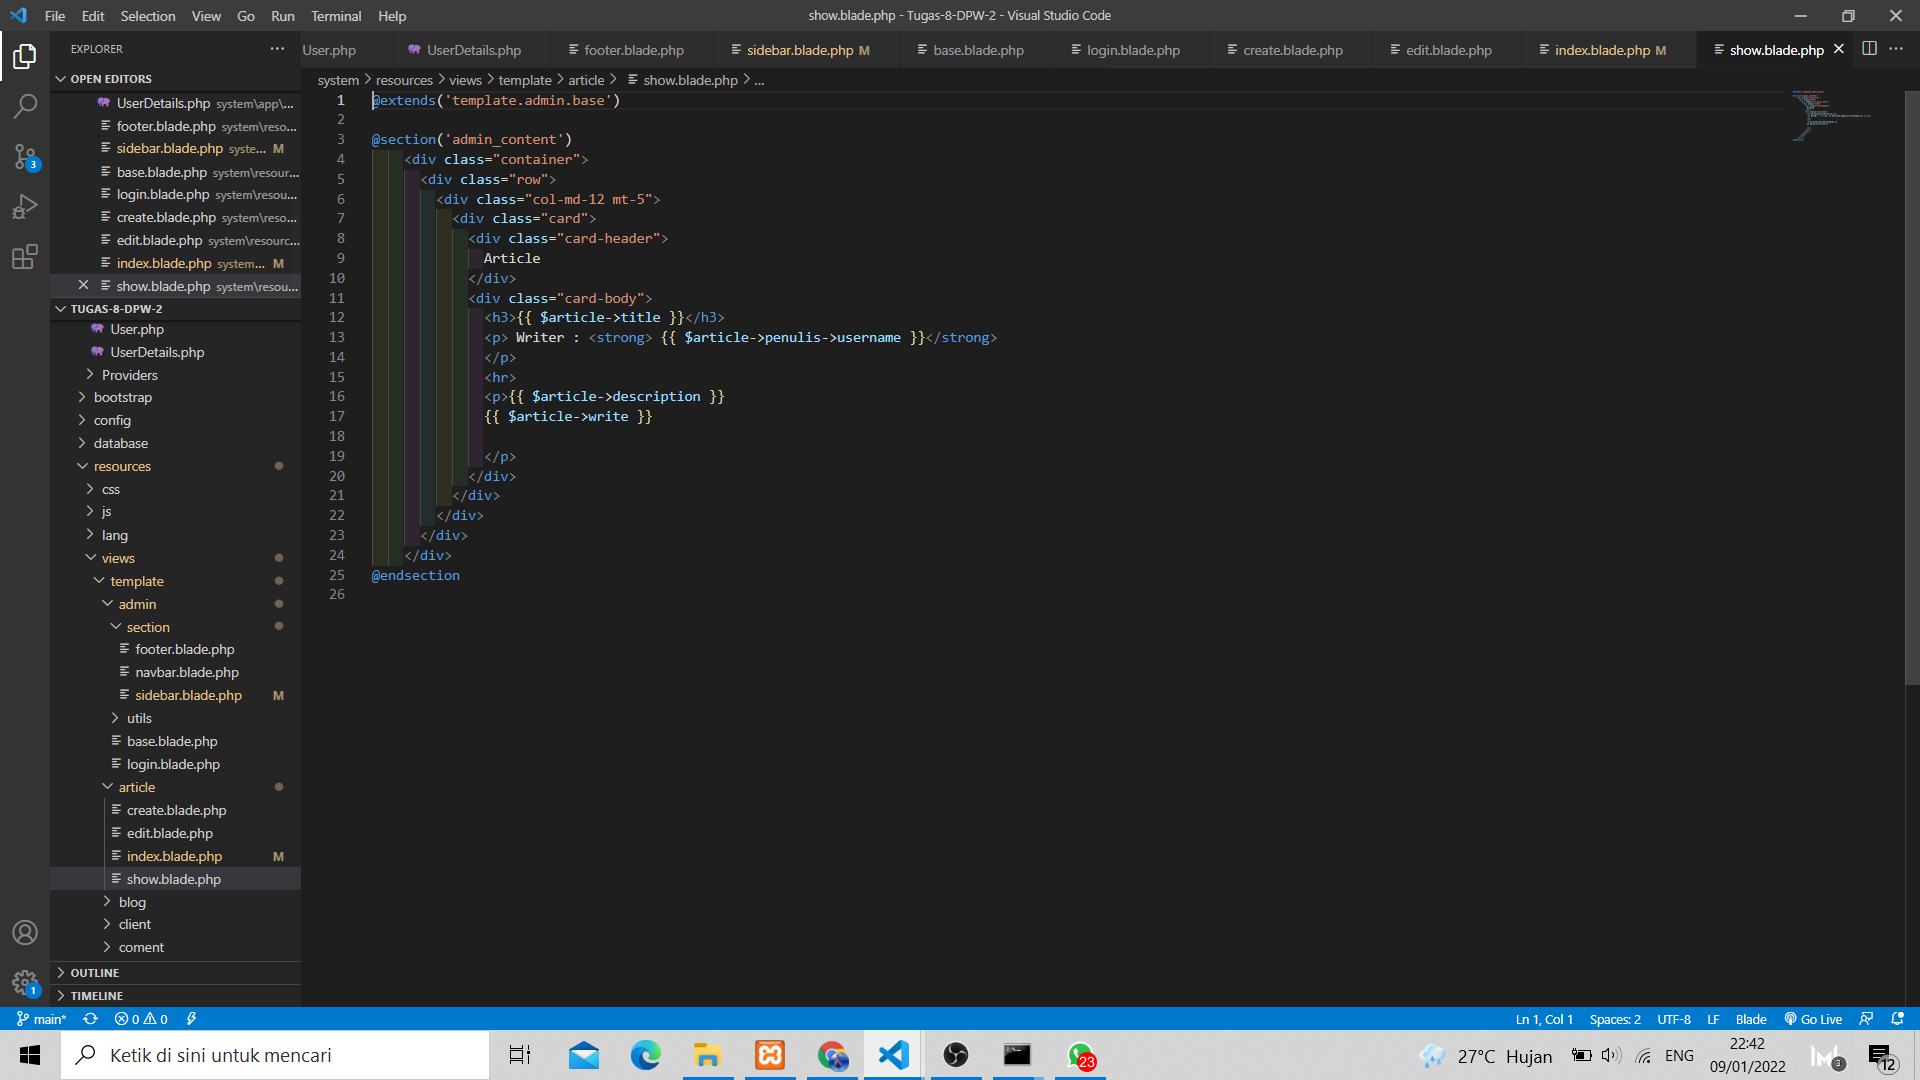 File Edit Selection View Go Run Terminal Help
show.blade.php - Tugas-8-DPW-2 - Visual Studio Code
EXPLORER
User.php UserDetails.php footer.blade.php sidebar.blade.php M base.blade.php login.blade.php create.blade.php edit.blade.php index.blade.php M show.blade.php
system > resources > views > template > article > show.blade.php > ...
OPEN EDITORS
UserDetails.php system\app\...
footer.blade.php system\reso...
sidebar.blade.php syste... M
base.blade.php system\resour...
login.blade.php system\resou...
create.blade.php system\reso...
edit.blade.php system\resourc...
index.blade.php system... M
show.blade.php system\resou...
TUGAS-8-DPW-2
User.php
UserDetails.php
Providers
bootstrap
config
database
resources
css
js
lang
views
template
admin
section
footer.blade.php
navbar.blade.php
sidebar.blade.php M
utils
base.blade.php
login.blade.php
article
create.blade.php
edit.blade.php
index.blade.php M
show.blade.php
blog
client
coment
OUTLINE
TIMELINE
3
1
1 @extends('template.admin.base')
2
3 @section('admin_content')
4 <div class="container">
5 <div class="row">
6 <div class="col-md-12 mt-5">
7 <div class="card">
8 <div class="card-header">
9 Article
10 </div>
11 <div class="card-body">
12 <h3>{{ $article->title }}</h3>
13 <p> Writer : <strong> {{ $article->penulis->username }}</strong>
14 </p>
15 <hr>
16 <p>{{ $article->description }}
17 {{ $article->write }}
18
19 </p>
20 </div>
21 </div>
22 </div>
23 </div>
24 </div>
25 @endsection
26
main* 0 0
Ln 1, Col 1 Spaces: 2 UTF-8 LF Blade Go Live
Ketik di sini untuk mencari
23
27°C Hujan
ENG
22:42
09/01/2022
3
12